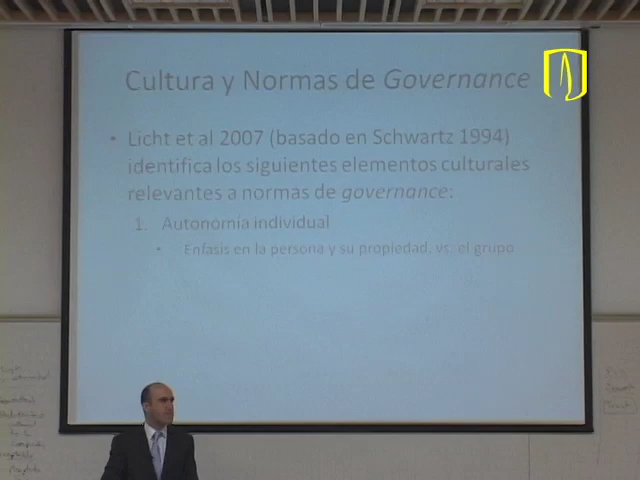 Cultura y Normas de Governance
• Licht et al 2007 (basado en Schwartz 1994)
identifica los siguientes elementos culturales
relevantes a normas de governance:
1. Autonomía individual
• Enfasis en la persona y su propiedad, vs. el grupo